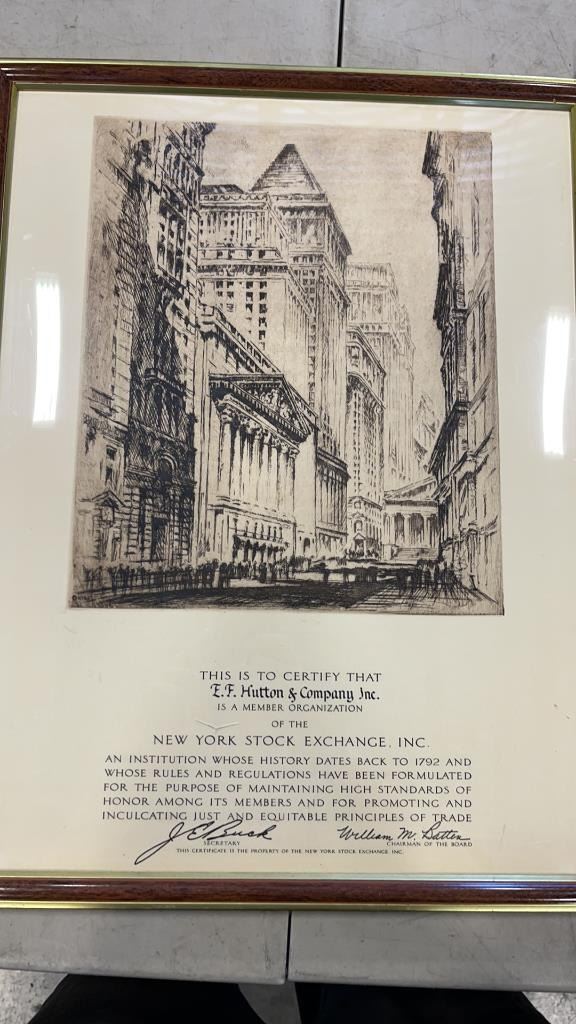 THIS IS TO CERTIFY THAT
E.F. Hutton & Company Inc.
IS A MEMBER ORGANIZATION
OF THE
NEW YORK STOCK EXCHANGE, INC.
AN INSTITUTION WHOSE HISTORY DATES BACK TO 1792 AND
WHOSE RULES AND REGULATIONS HAVE BEEN FORMULATED
FOR THE PURPOSE OF MAINTAINING HIGH STANDARDS OF
HONOR AMONG ITS MEMBERS AND FOR PROMOTING AND
INCULCATING JUST AND EQUITABLE PRINCIPLES OF TRADE
J E Buck William M. Batten
SECRETARY CHAIRMAN OF THE BOARD
THIS CERTIFICATE IS THE PROPERTY OF THE NEW YORK STOCK EXCHANGE, INC.